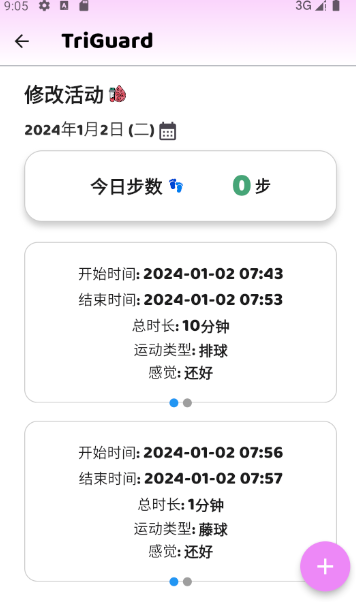 9:05 3G
TriGuard
修改活动
2024年1月2日 (二)
今日步数 0 步
开始时间: 2024-01-02 07:43
结束时间: 2024-01-02 07:53
总时长: 10分钟
运动类型: 排球
感觉: 还好
开始时间: 2024-01-02 07:56
结束时间: 2024-01-02 07:57
总时长: 1分钟
运动类型: 藤球
感觉: 还好